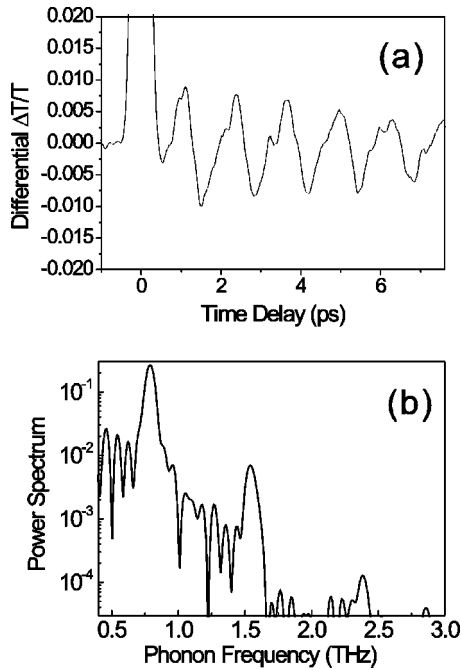 0.020
0.015
0.010
0.005
0.000
-0.005
-0.010
-0.015
-0.020
Differential ΔT/T
(a)
0 2 4 6
Time Delay (ps)
10⁻¹
10⁻²
10⁻³
10⁻⁴
Power Spectrum
(b)
0.5 1.0 1.5 2.0 2.5 3.0
Phonon Frequency (THz)